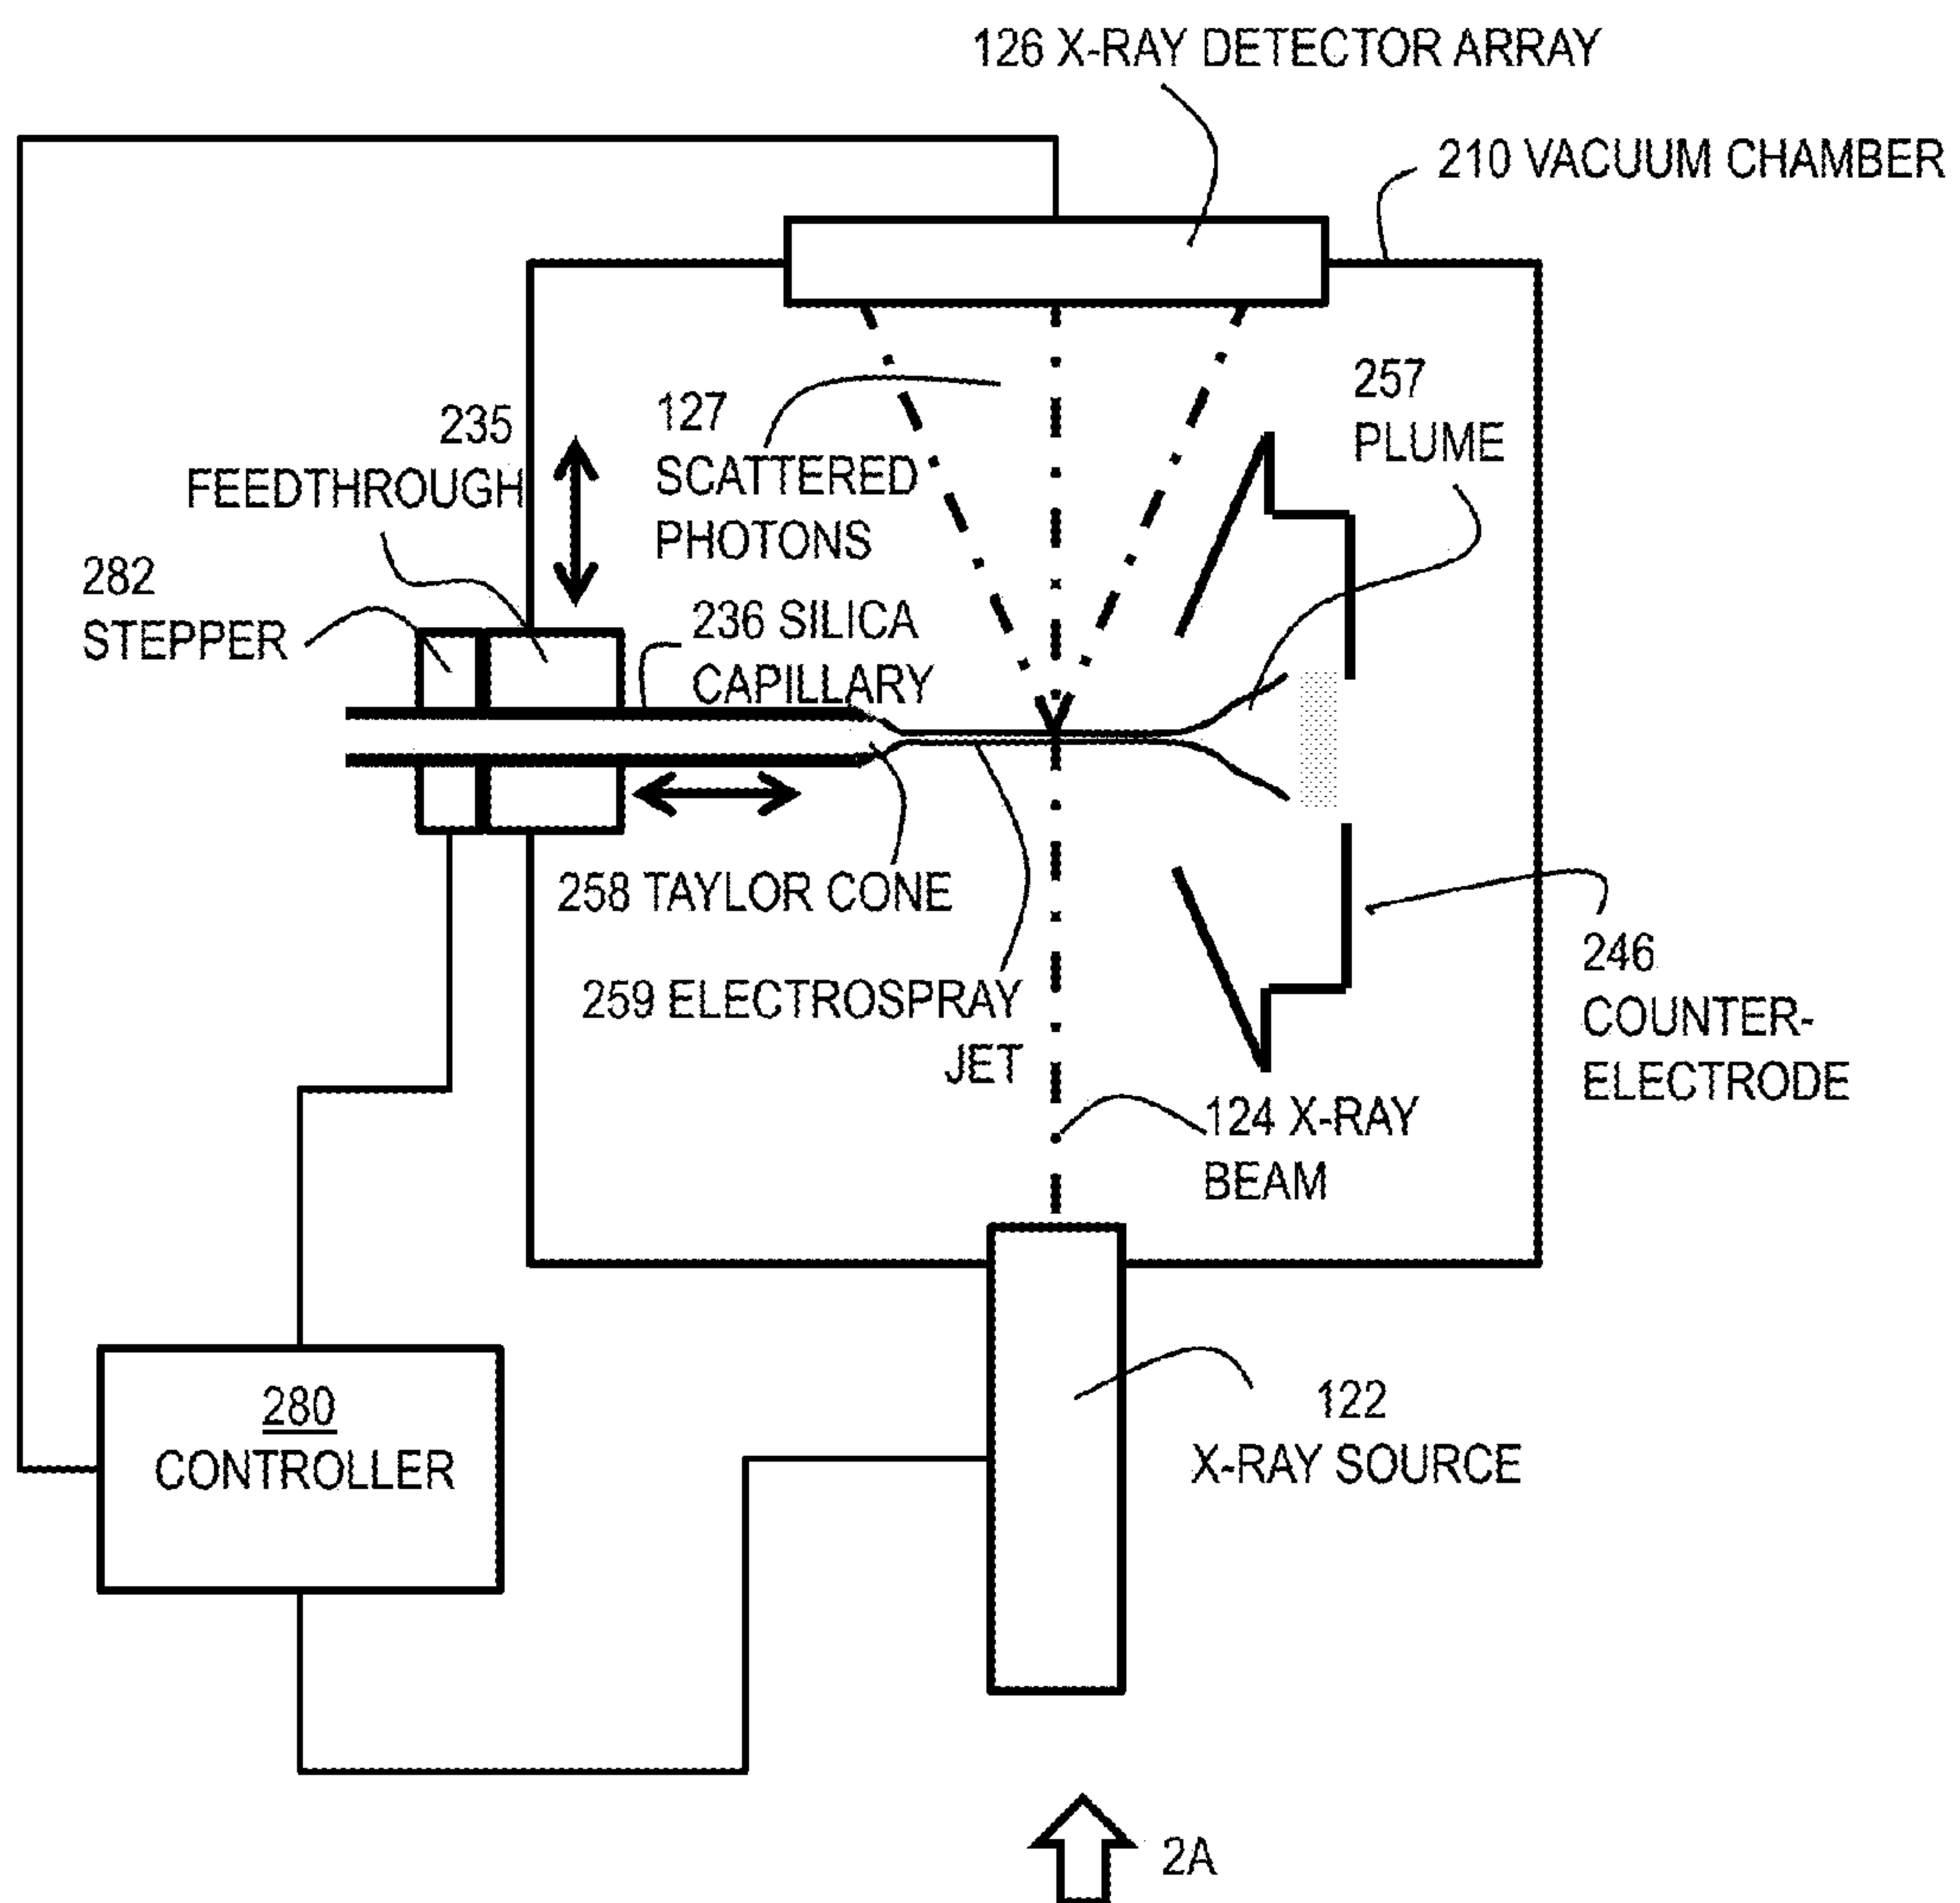 126 X-RAY DETECTOR ARRAY
210 VACUUM CHAMBER
257
PLUME
127
SCATTERED
PHOTONS
235
FEEDTHROUGH
282
STEPPER
236 SILICA
CAPILLARY
258 TAYLOR CONE
259 ELECTROSPRAY
JET
246
COUNTER-
ELECTRODE
124 X-RAY
BEAM
280
CONTROLLER
122
X-RAY SOURCE
2A